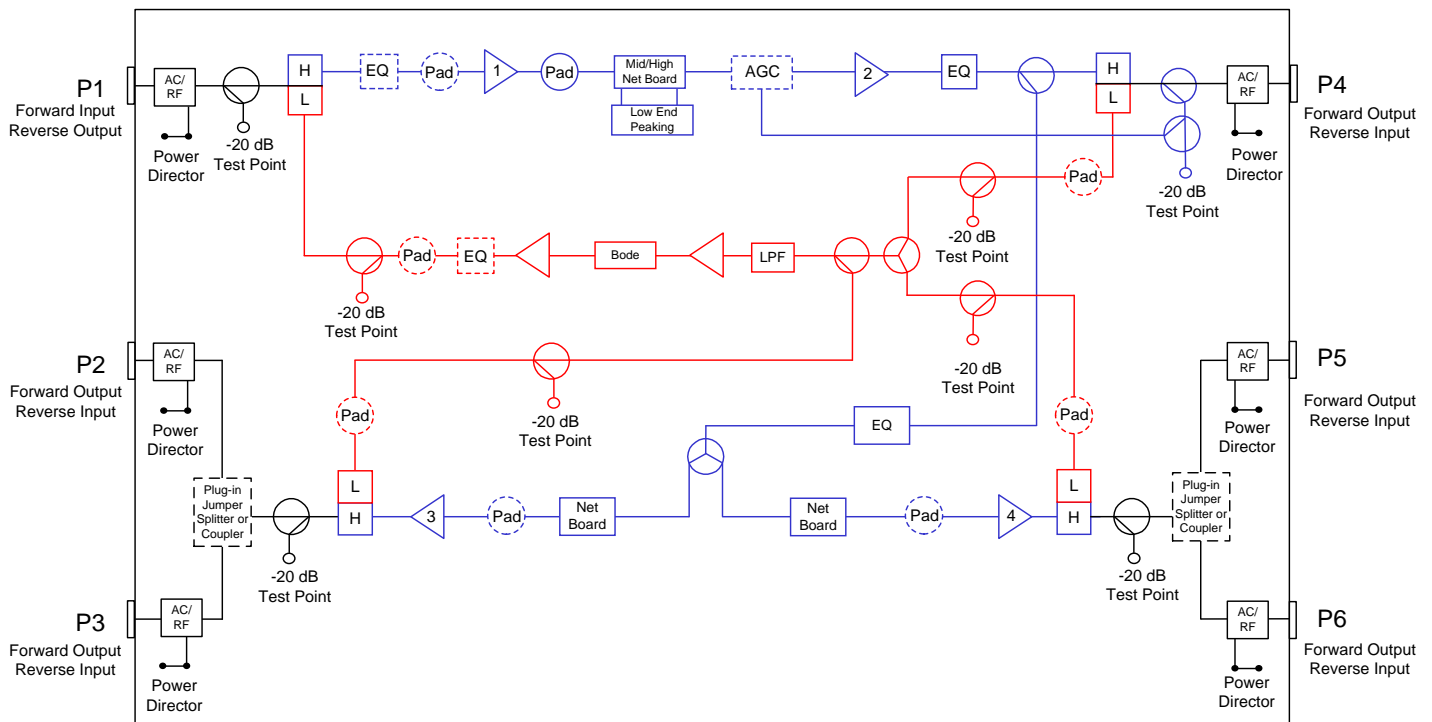 P1
Forward Input
Reverse Output
AC/
RF
Power
Director
-20 dB
Test Point
H
L
EQ
Pad
1
Pad
Mid/High
Net Board
Low End
Peaking
AGC
2
EQ
H
L
AC/
RF
P4
Forward Output
Reverse Input
Power
Director
-20 dB
Test Point
Pad
-20 dB
Test Point
Pad
EQ
Bode
LPF
-20 dB
Test Point
-20 dB
Test Point
P2
Forward Output
Reverse Input
AC/
RF
Power
Director
-20 dB
Test Point
Pad
EQ
Pad
AC/
RF
P5
Forward Output
Reverse Input
Power
Director
Plug-in
Jumper
Splitter or
Coupler
-20 dB
Test Point
L
H
3
Pad
Net
Board
Net
Board
Pad
4
L
H
-20 dB
Test Point
Plug-in
Jumper
Splitter or
Coupler
P3
Forward Output
Reverse Input
AC/
RF
Power
Director
AC/
RF
P6
Forward Output
Reverse Input
Power
Director